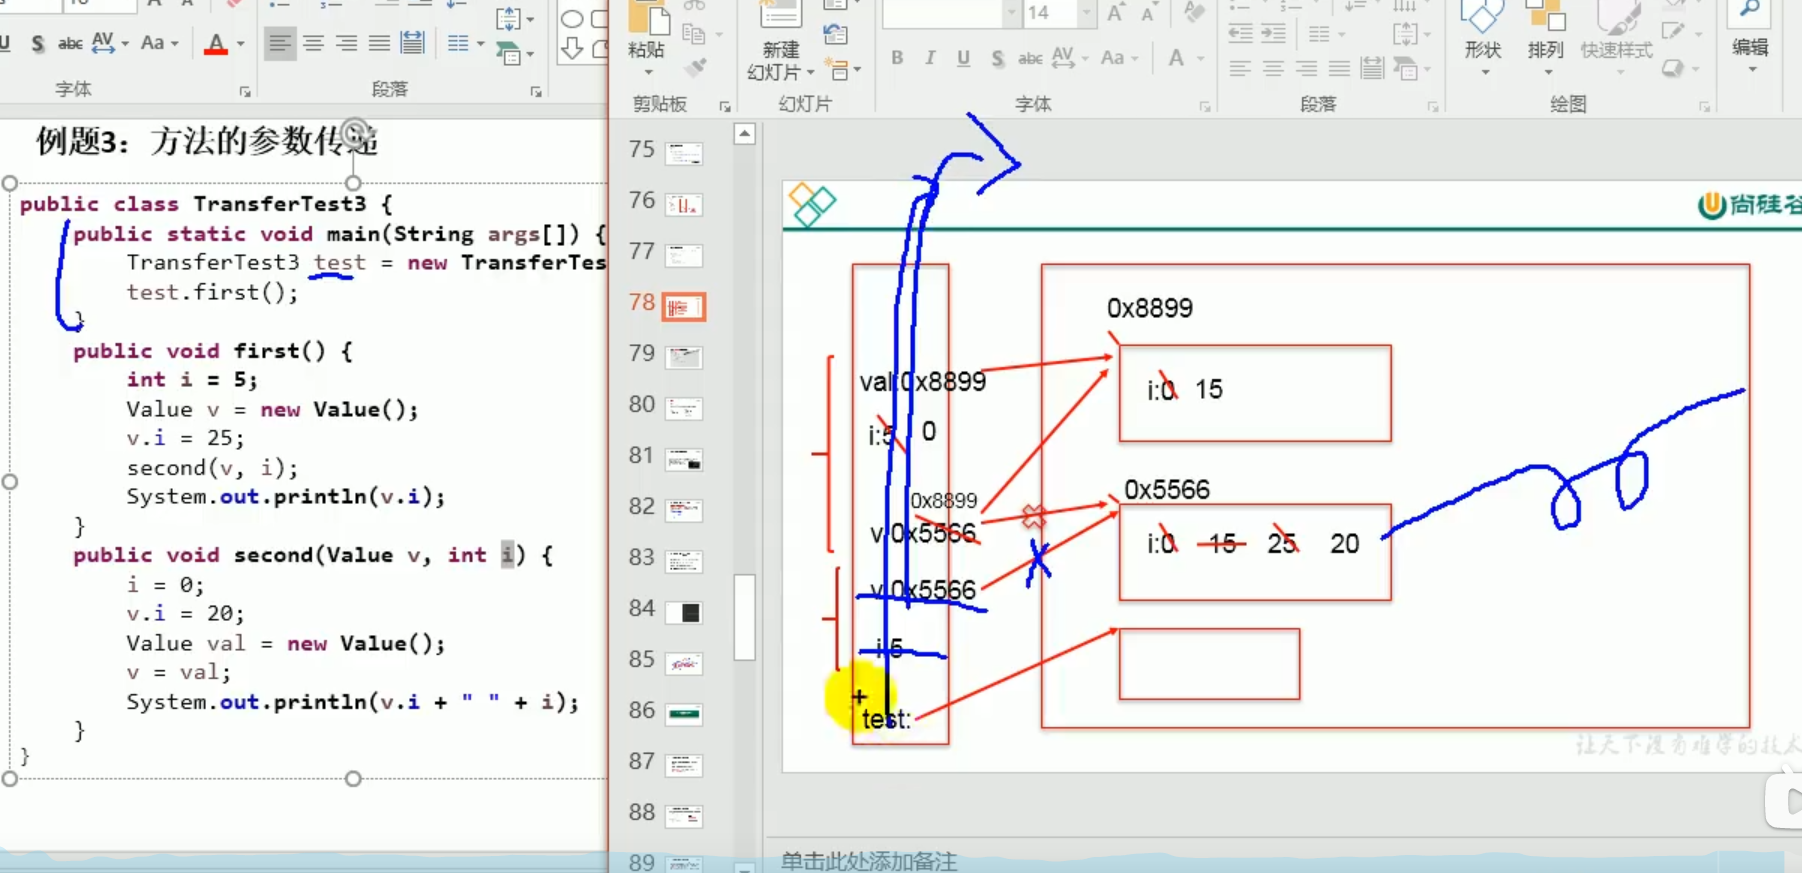 Aa
A
字体
段落
例题3：方法的参数传递
public class TransferTest3 {
public static void main(String args[]) {
TransferTest3 test = new TransferTes
test.first();
}
public void first() {
int i = 5;
Value v = new Value();
v.i = 25;
second(v, i);
System.out.println(v.i);
}
public void second(Value v, int i) {
i = 0;
v.i = 20;
Value val = new Value();
v = val;
System.out.println(v.i + " " + i);
}
}
粘贴
新建
幻灯片
14
B I U S abc AV Aa A
形状
排列
快速样式
编辑
剪贴板
幻灯片
字体
段落
绘图
75
76
77
78
79
80
81
82
83
84
85
86
87
88
89
尚硅谷
0x8899
val:0x8899
i:0 15
i:5 0
0x8899
0x5566
v:0x5566
i:0 15 25 20
v:0x5566
i:5
test:
让天下没有难学的技术
单击此处添加备注